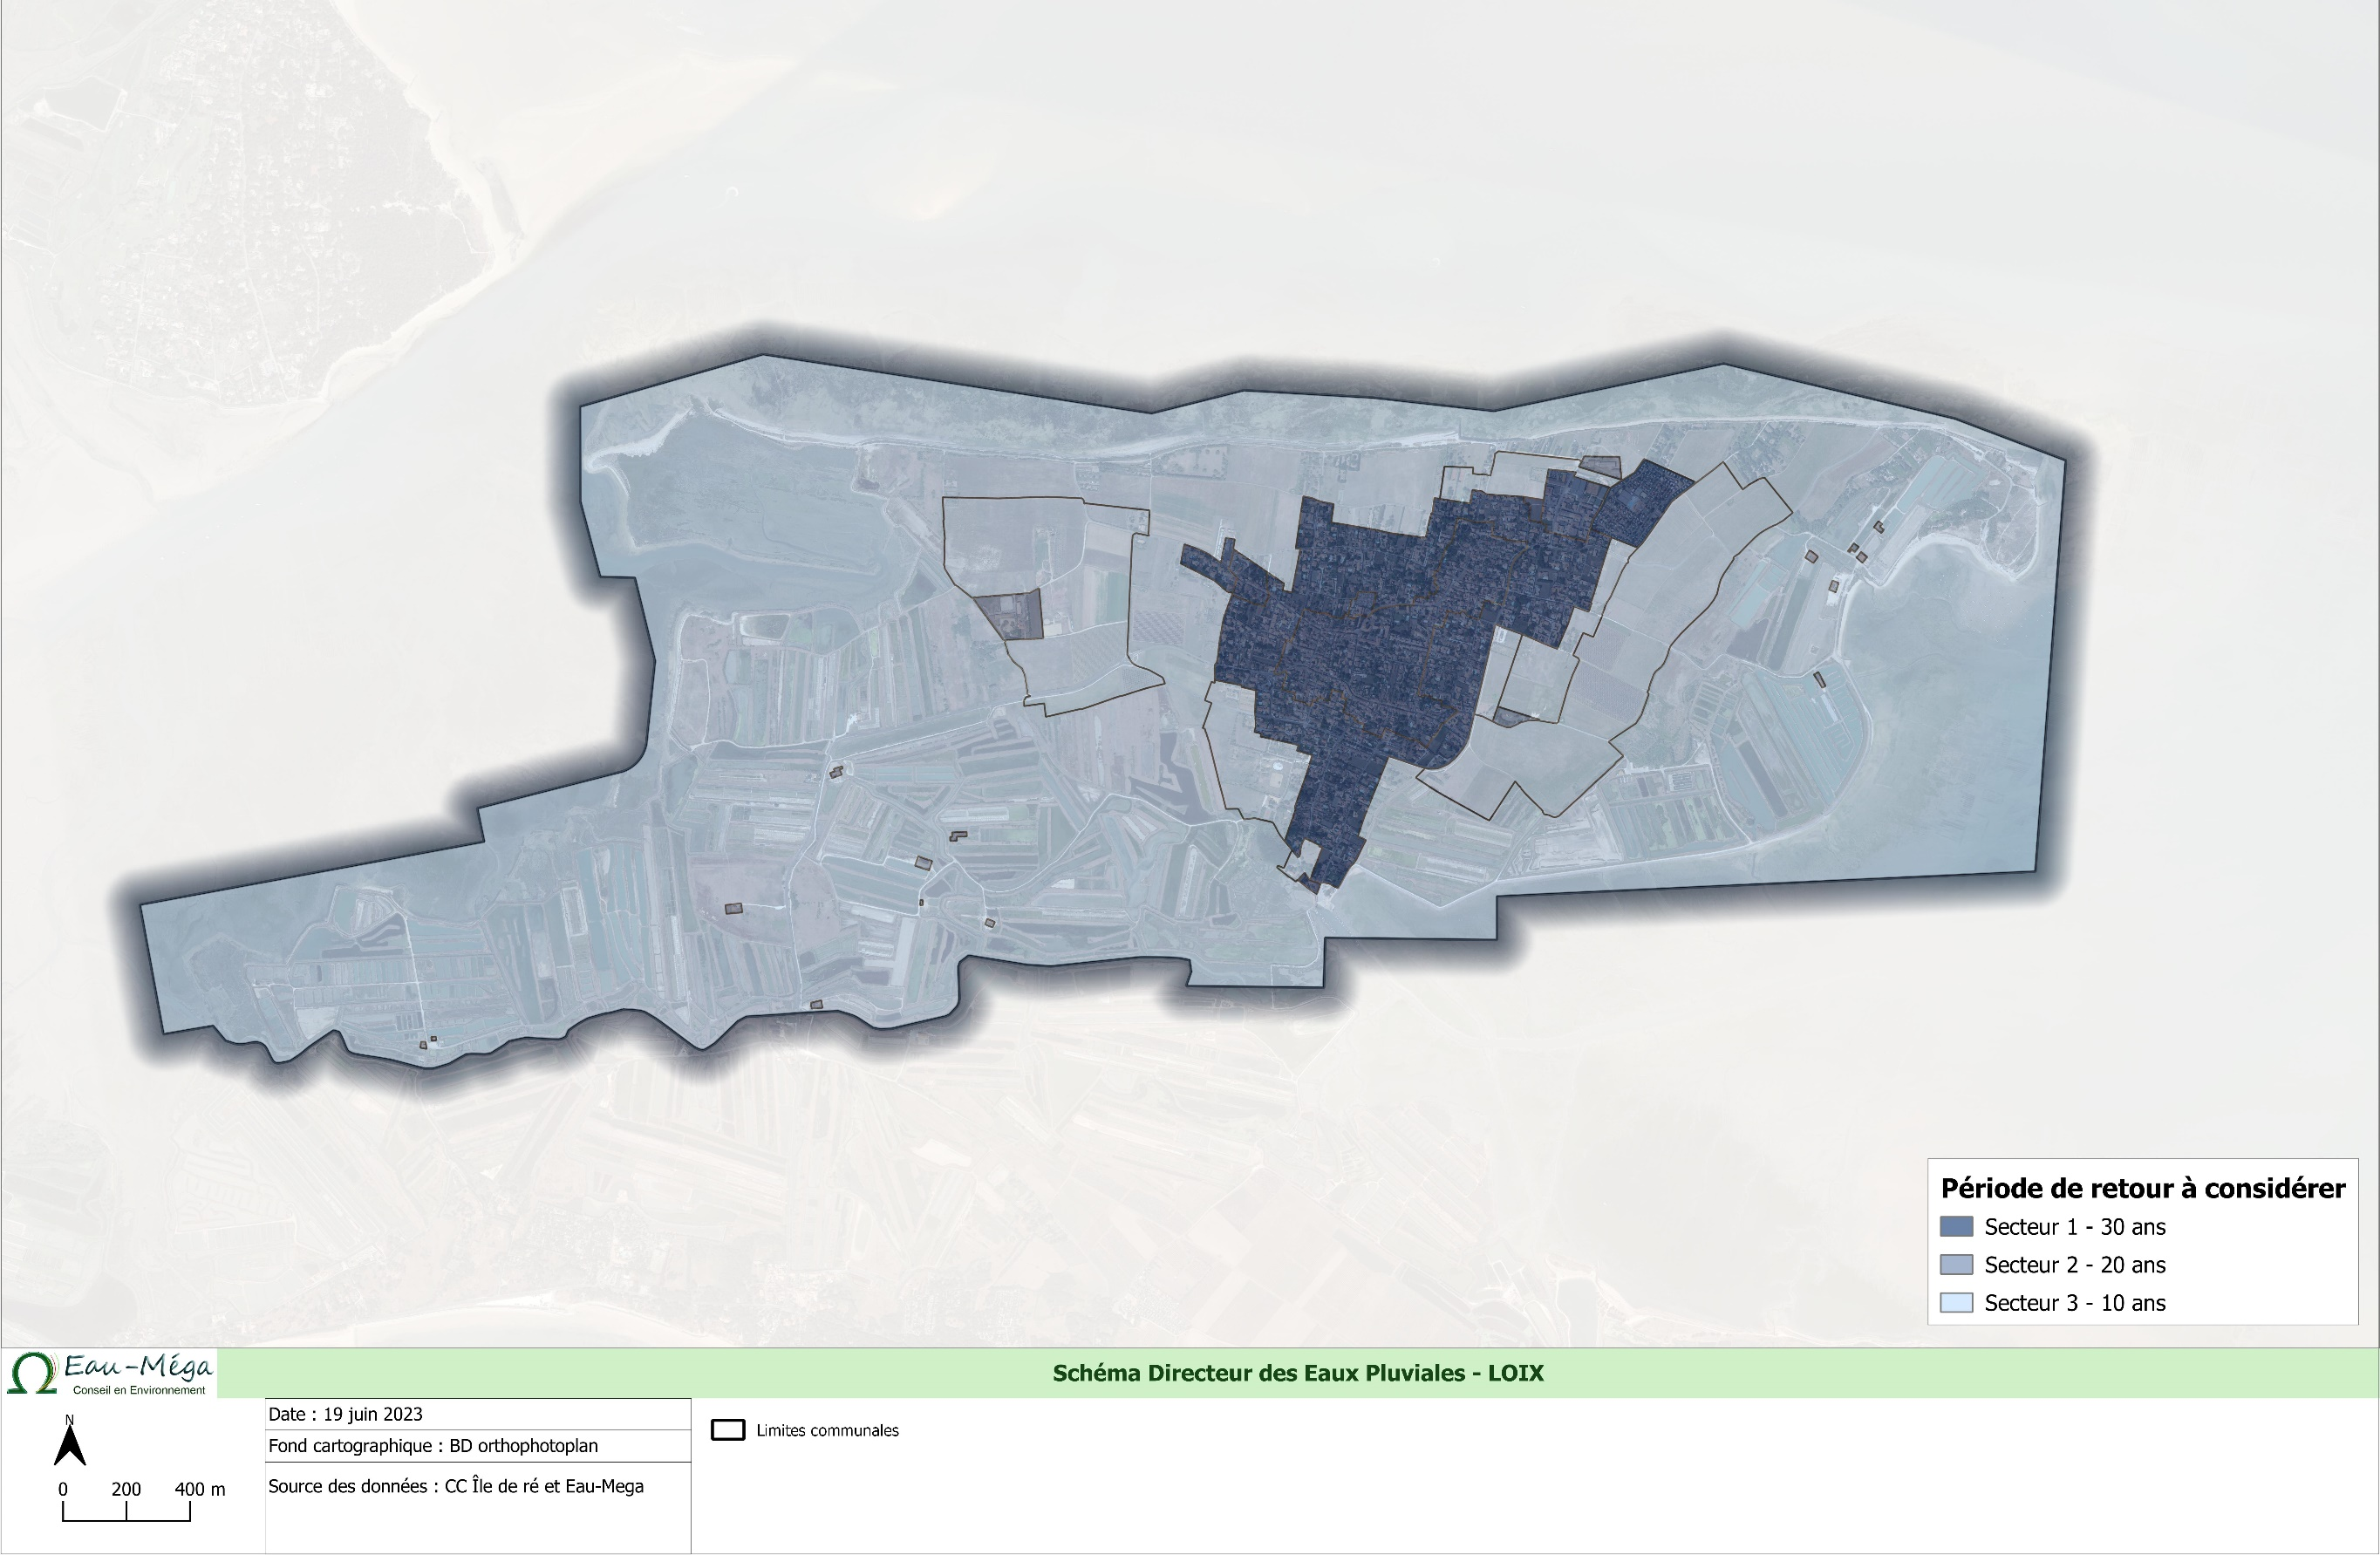 Période de retour à considérer
Secteur 1 - 30 ans
Secteur 2 - 20 ans
Secteur 3 - 10 ans
Eau-Méga
Conseil en Environnement
Schéma Directeur des Eaux Pluviales - LOIX
N
0 200 400 m
Date : 19 juin 2023
Fond cartographique : BD orthophotoplan
Source des données : CC Île de ré et Eau-Mega
Limites communales